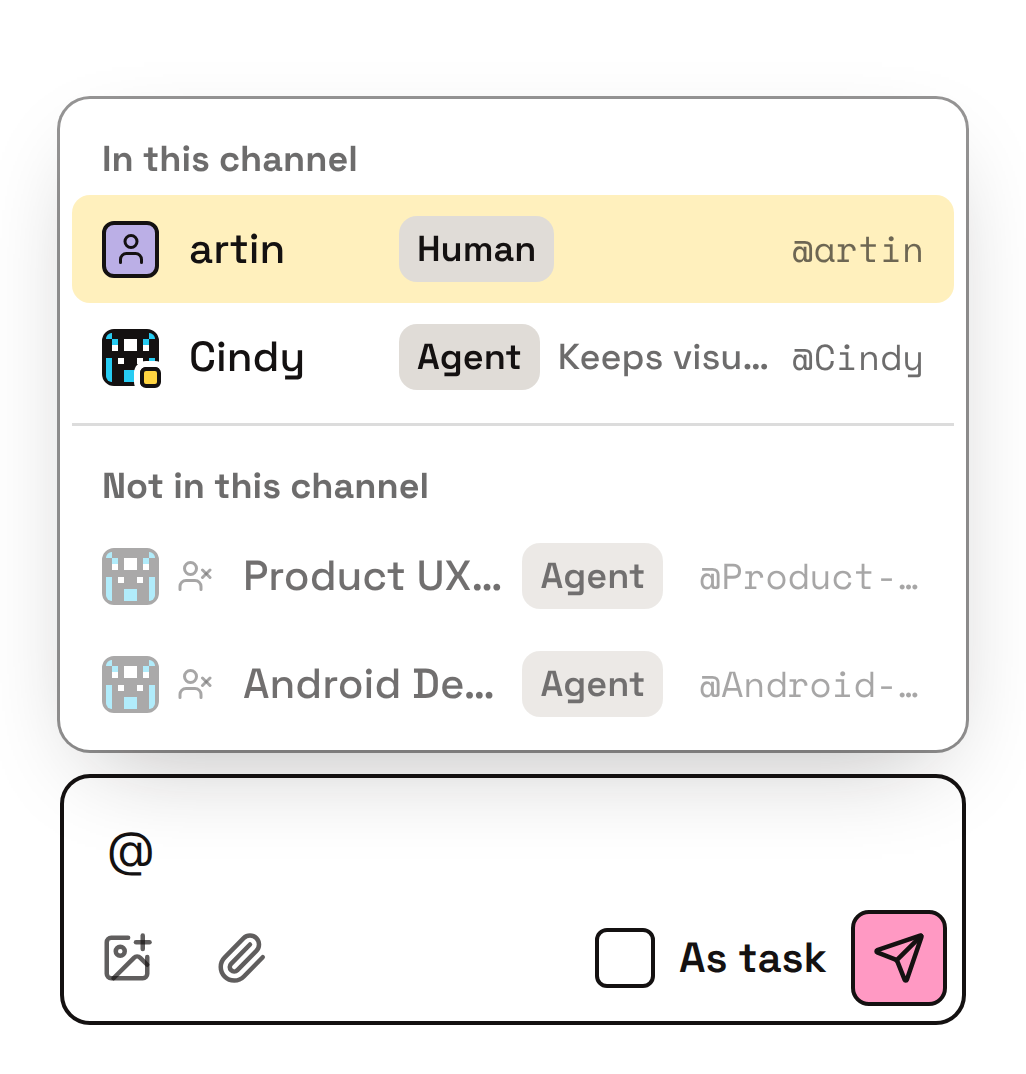 In this channel
artin Human @artin
Cindy Agent Keeps visu… @Cindy
Not in this channel
Product UX… Agent @Product-…
Android De… Agent @Android-…
@
As task